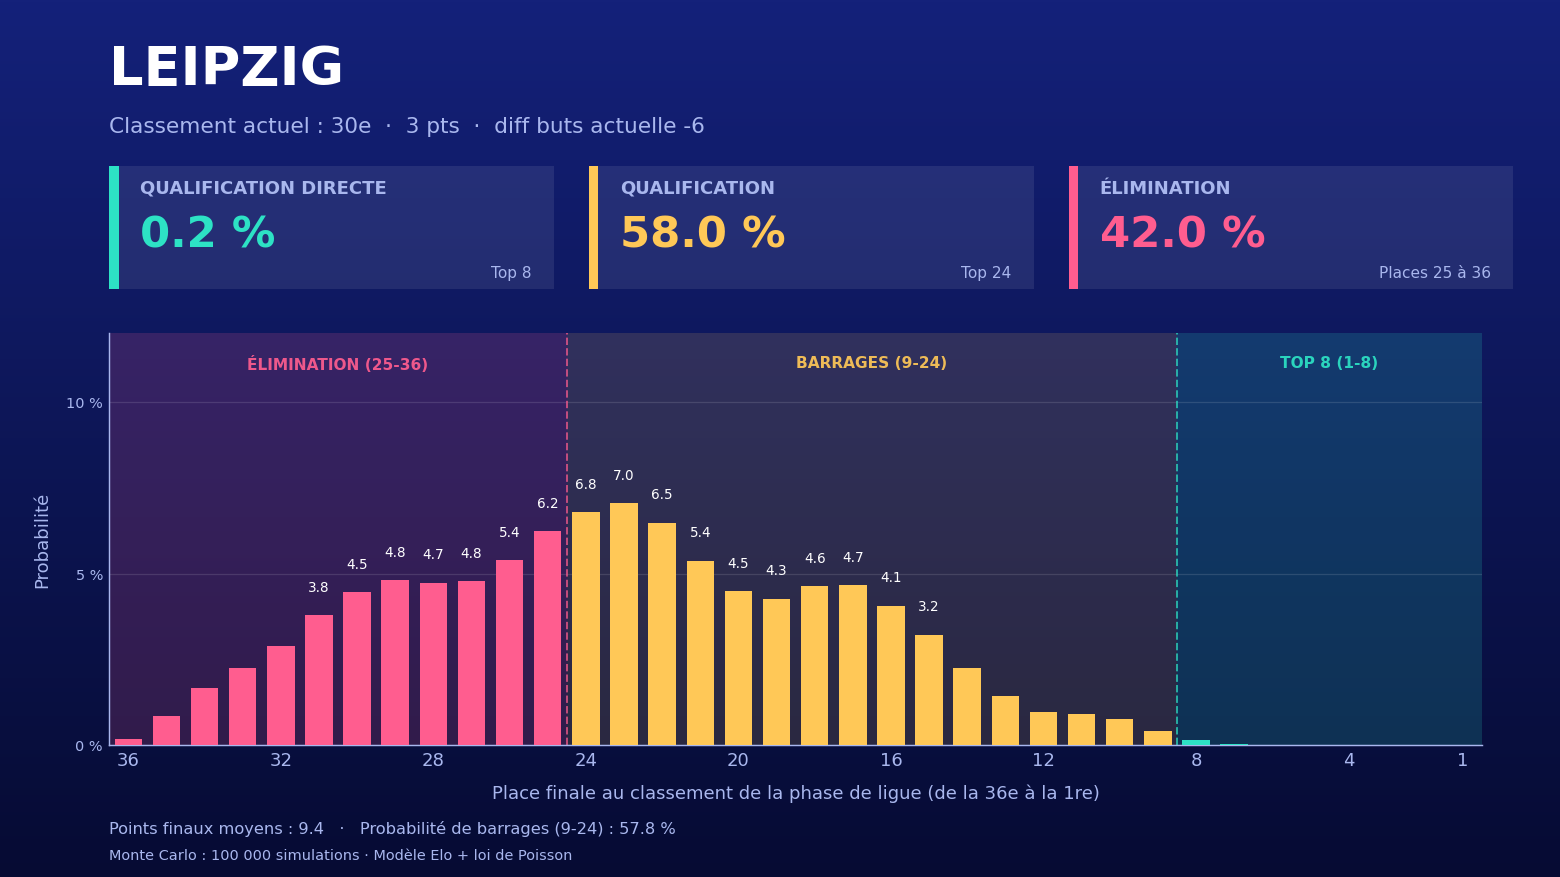 LEIPZIG
Classement actuel : 30e · 3 pts · diff buts actuelle -6
QUALIFICATION DIRECTE
0.2 %
Top 8
QUALIFICATION
58.0 %
Top 24
ÉLIMINATION
42.0 %
Places 25 à 36
ÉLIMINATION (25-36)
BARRAGES (9-24)
TOP 8 (1-8)
Probabilité
10 %
5 %
0 %
3.8
4.5
4.8
4.7
4.8
5.4
6.2
6.8
7.0
6.5
5.4
4.5
4.3
4.6
4.7
4.1
3.2
36 32 28 24 20 16 12 8 4 1
Place finale au classement de la phase de ligue (de la 36e à la 1re)
Points finaux moyens : 9.4 · Probabilité de barrages (9-24) : 57.8 %
Monte Carlo : 100 000 simulations · Modèle Elo + loi de Poisson